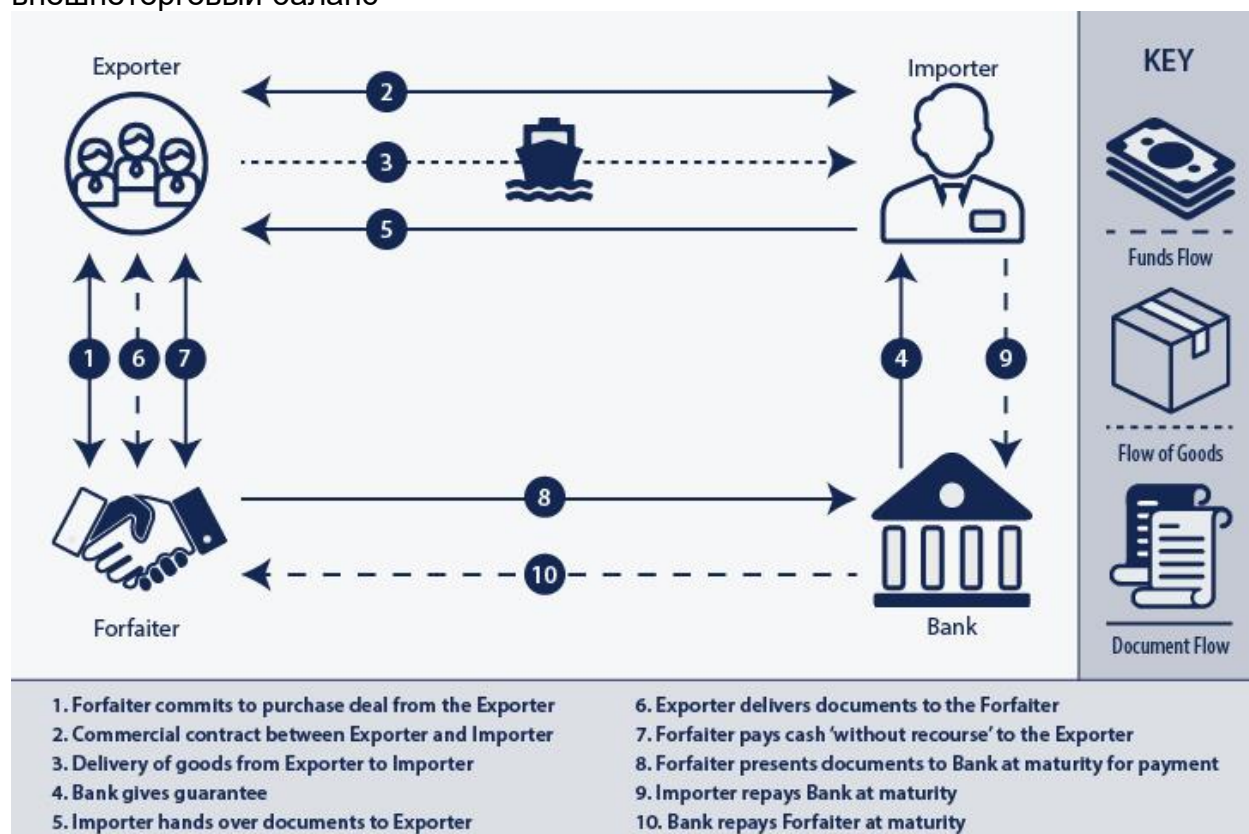 внешнеторговый баланс
Exporter
Importer
KEY
2
3
5
Funds Flow
1
6
7
4
9
Flow of Goods
8
10
Forfaiter
Bank
Document Flow
1. Forfaiter commits to purchase deal from the Exporter
2. Commercial contract between Exporter and Importer
3. Delivery of goods from Exporter to Importer
4. Bank gives guarantee
5. Importer hands over documents to Exporter
6. Exporter delivers documents to the Forfaiter
7. Forfaiter pays cash ‘without recourse’ to the Exporter
8. Forfaiter presents documents to Bank at maturity for payment
9. Importer repays Bank at maturity
10. Bank repays Forfaiter at maturity